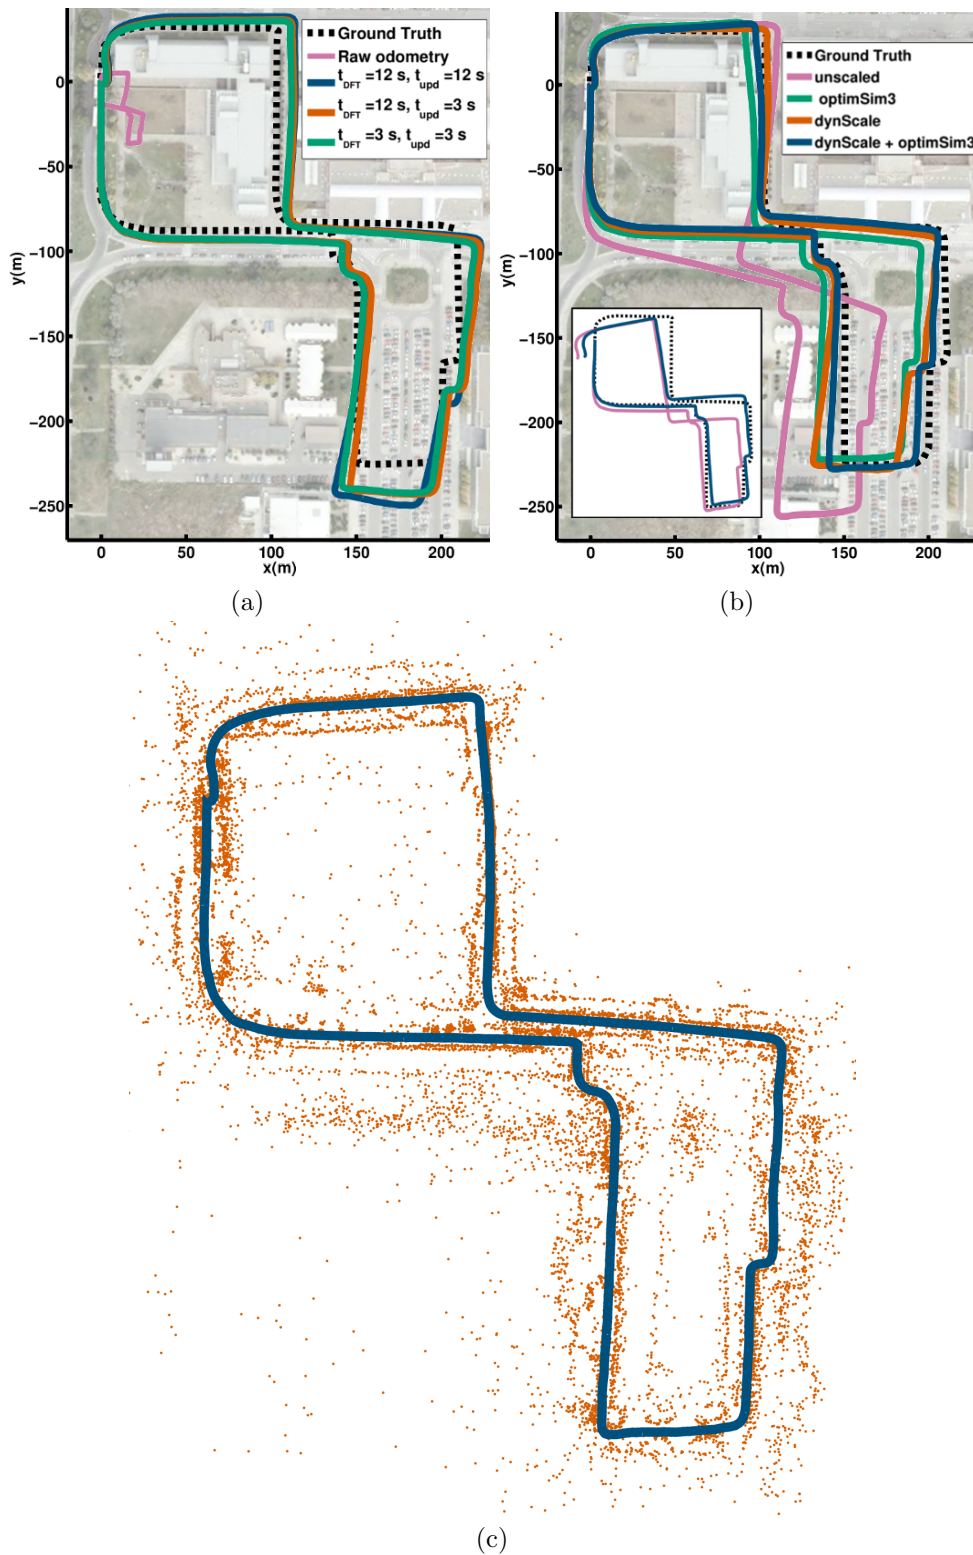 Ground Truth
Raw odometry
t_DFT =12 s, t_upd =12 s
t_DFT =12 s, t_upd =3 s
t_DFT =3 s, t_upd =3 s
0
−50
−100
−150
−200
−250
y(m)
0
50
100
150
200
x(m)
(a)
Ground Truth
unscaled
optimSim3
dynScale
dynScale + optimSim3
0
−50
−100
−150
−200
−250
y(m)
0
50
100
150
200
x(m)
(b)
(c)